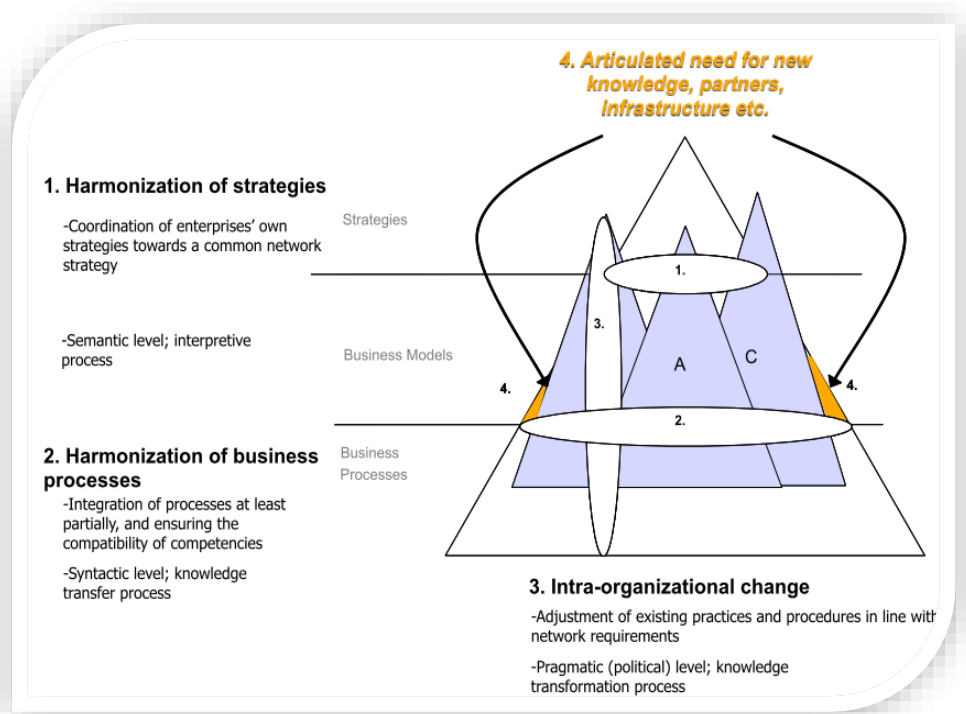 4. Articulated need for new
knowledge, partners,
infrastructure etc.
1. Harmonization of strategies
-Coordination of enterprises' own
strategies towards a common network
strategy
Strategies
1.
3.
-Semantic level; interpretive
process
Business Models
A
C
4.
4.
2.
2. Harmonization of business
processes
Business
Processes
-Integration of processes at least
partially, and ensuring the
compatibility of competencies
-Syntactic level; knowledge
transfer process
3. Intra-organizational change
-Adjustment of existing practices and procedures in line with
network requirements
-Pragmatic (political) level; knowledge
transformation process